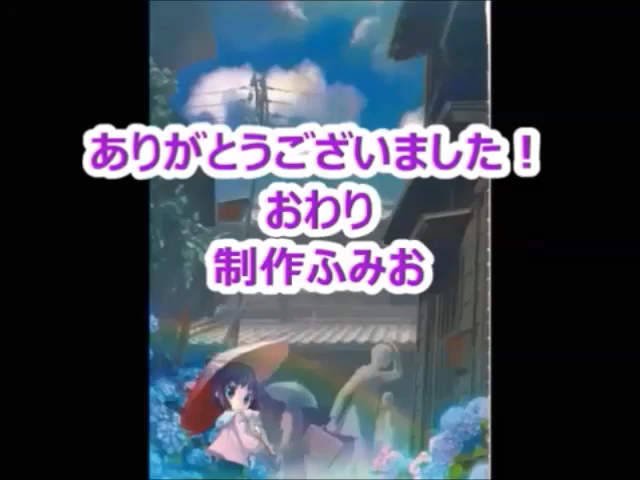 ありがとうございました！
おわり
制作ふみお